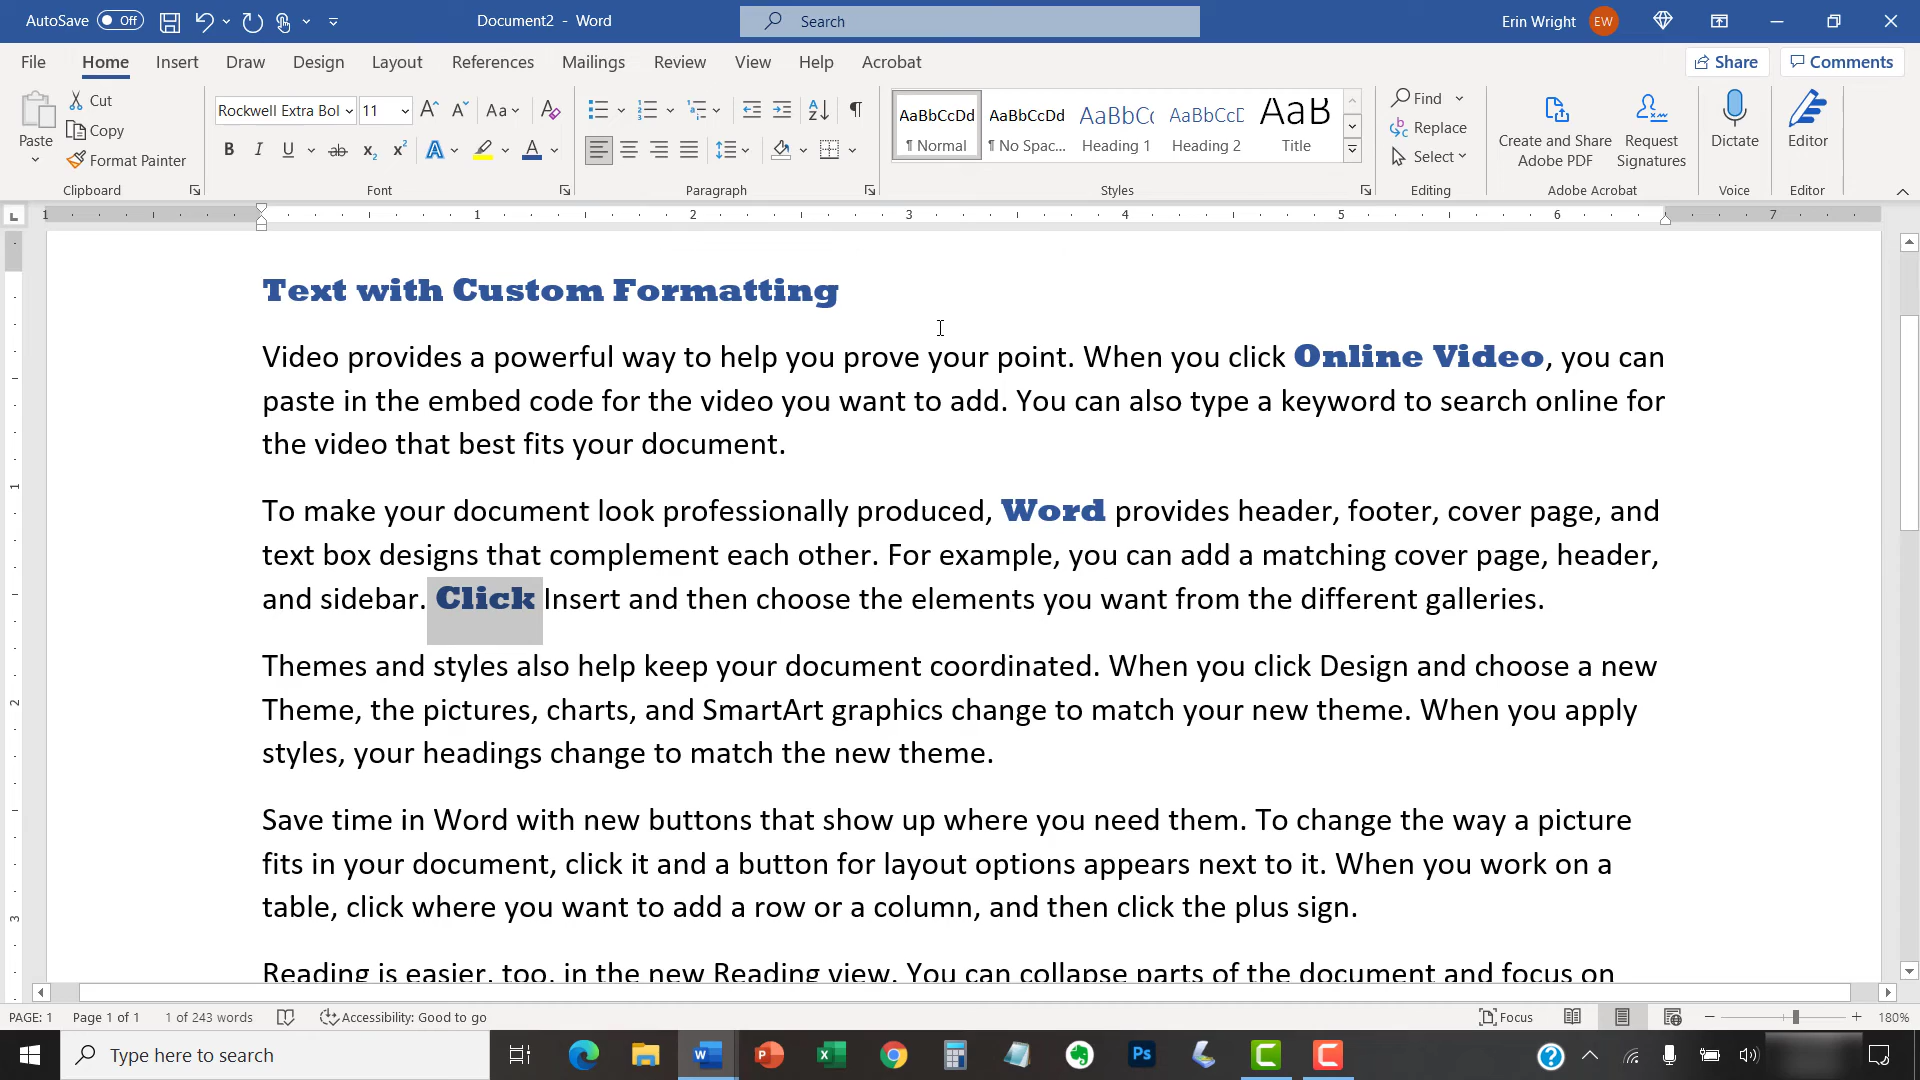 AutoSave Off Document2 - Word Search Erin Wright EW
File Home Insert Draw Design Layout References Mailings Review View Help Acrobat Share Comments
Paste Cut Copy Format Painter Clipboard
Rockwell Extra Bol 11 Aa B I U ab x₂ x² A A Font
Paragraph
AaBbCcDd AaBbCcDd AaBbCc AaBbCcD AaB
¶ Normal ¶ No Spac... Heading 1 Heading 2 Title
Styles
Find Replace Select Editing
Create and Share Adobe PDF Request Signatures Adobe Acrobat
Dictate Voice
Editor Editor
1 1 2 3 4 5 6 7
Text with Custom Formatting
Video provides a powerful way to help you prove your point. When you click Online Video, you can
paste in the embed code for the video you want to add. You can also type a keyword to search online for
the video that best fits your document.
To make your document look professionally produced, Word provides header, footer, cover page, and
text box designs that complement each other. For example, you can add a matching cover page, header,
and sidebar. Click Insert and then choose the elements you want from the different galleries.
Themes and styles also help keep your document coordinated. When you click Design and choose a new
Theme, the pictures, charts, and SmartArt graphics change to match your new theme. When you apply
styles, your headings change to match the new theme.
Save time in Word with new buttons that show up where you need them. To change the way a picture
fits in your document, click it and a button for layout options appears next to it. When you work on a
table, click where you want to add a row or a column, and then click the plus sign.
Reading is easier, too, in the new Reading view. You can collapse parts of the document and focus on
PAGE: 1 Page 1 of 1 1 of 243 words Accessibility: Good to go Focus 180%
Type here to search